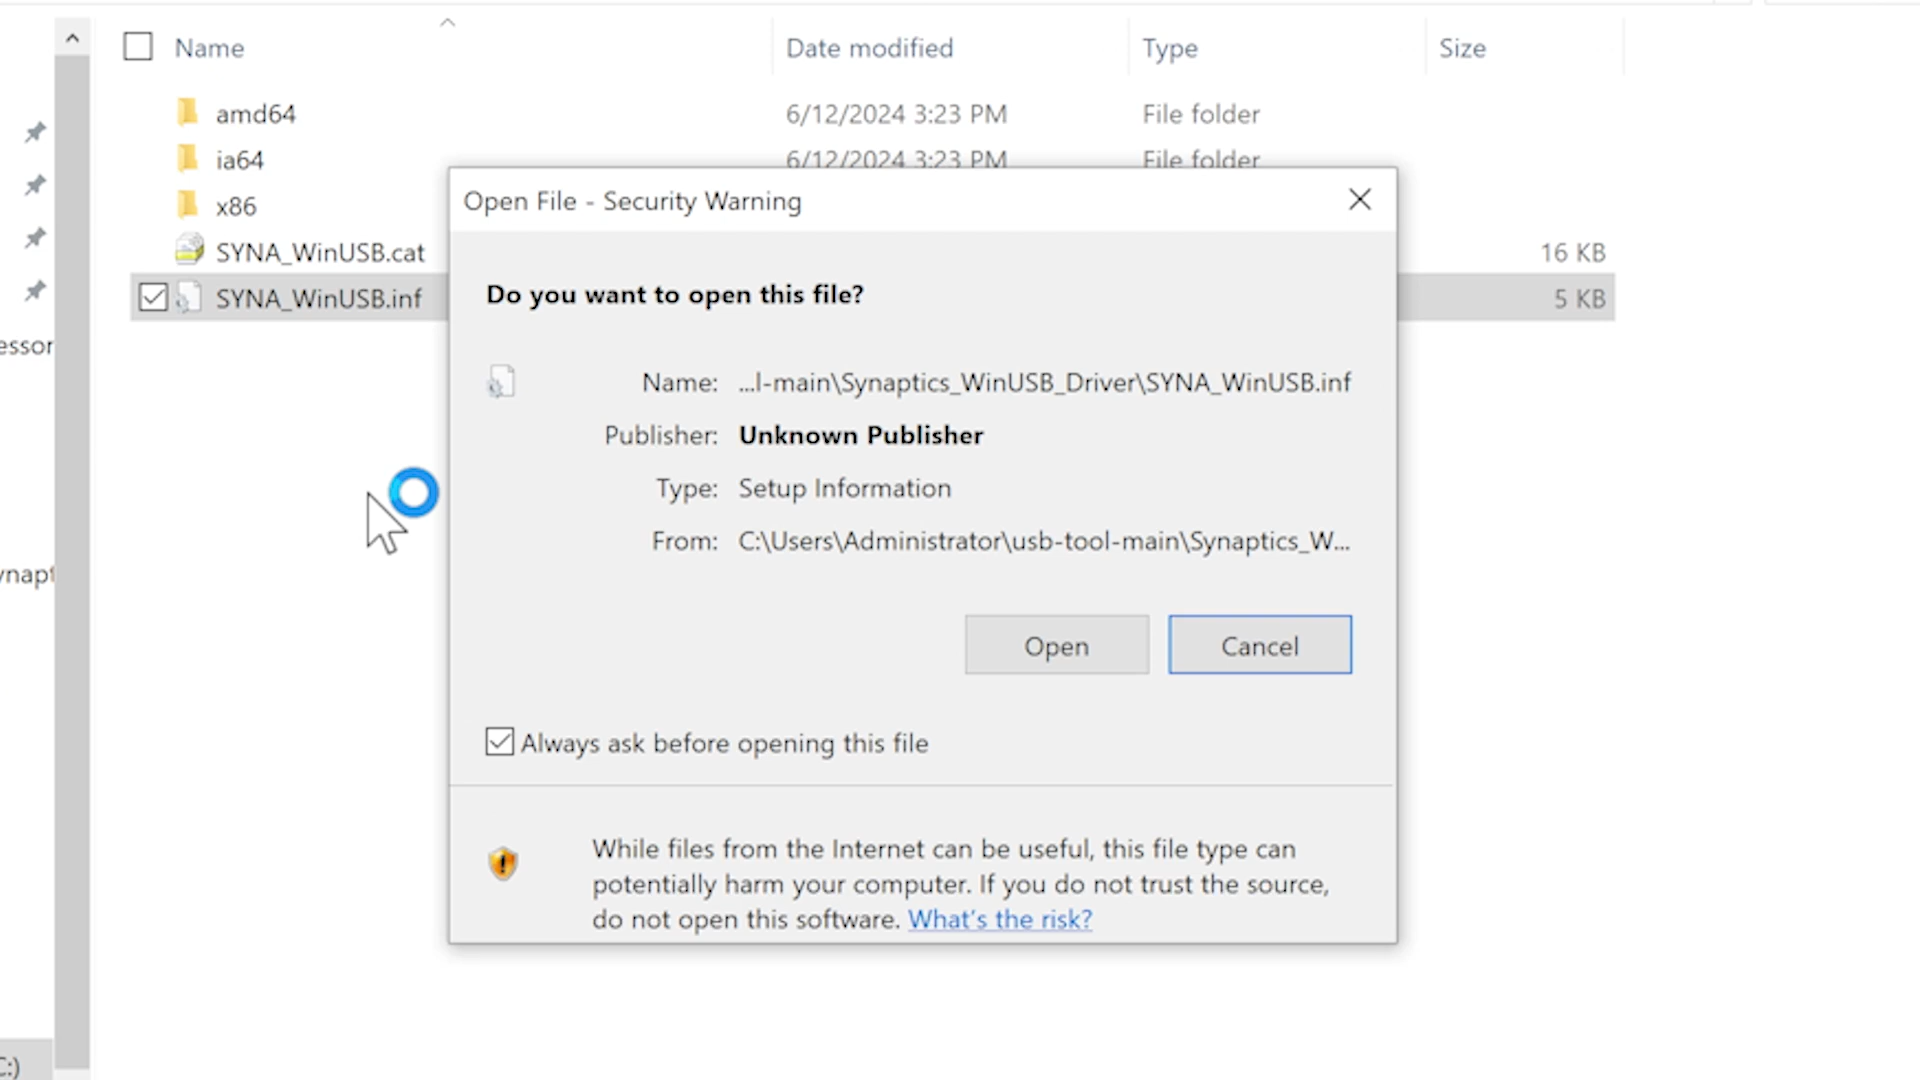 Name Date modified Type Size
amd64 6/12/2024 3:23 PM File folder
ia64 6/12/2024 3:23 PM File folder
x86
SYNA_WinUSB.cat 16 KB
SYNA_WinUSB.inf 5 KB
essor
ynapt
C:)
Open File - Security Warning
Do you want to open this file?
Name: ...l-main\Synaptics_WinUSB_Driver\SYNA_WinUSB.inf
Publisher: Unknown Publisher
Type: Setup Information
From: C:\Users\Administrator\usb-tool-main\Synaptics_W...
Open Cancel
Always ask before opening this file
While files from the Internet can be useful, this file type can
potentially harm your computer. If you do not trust the source,
do not open this software. What's the risk?